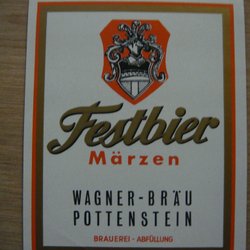 Festbier
Märzen
WAGNER-BRÄU
POTTENSTEIN
BRAUEREI-ABFÜLLUNG